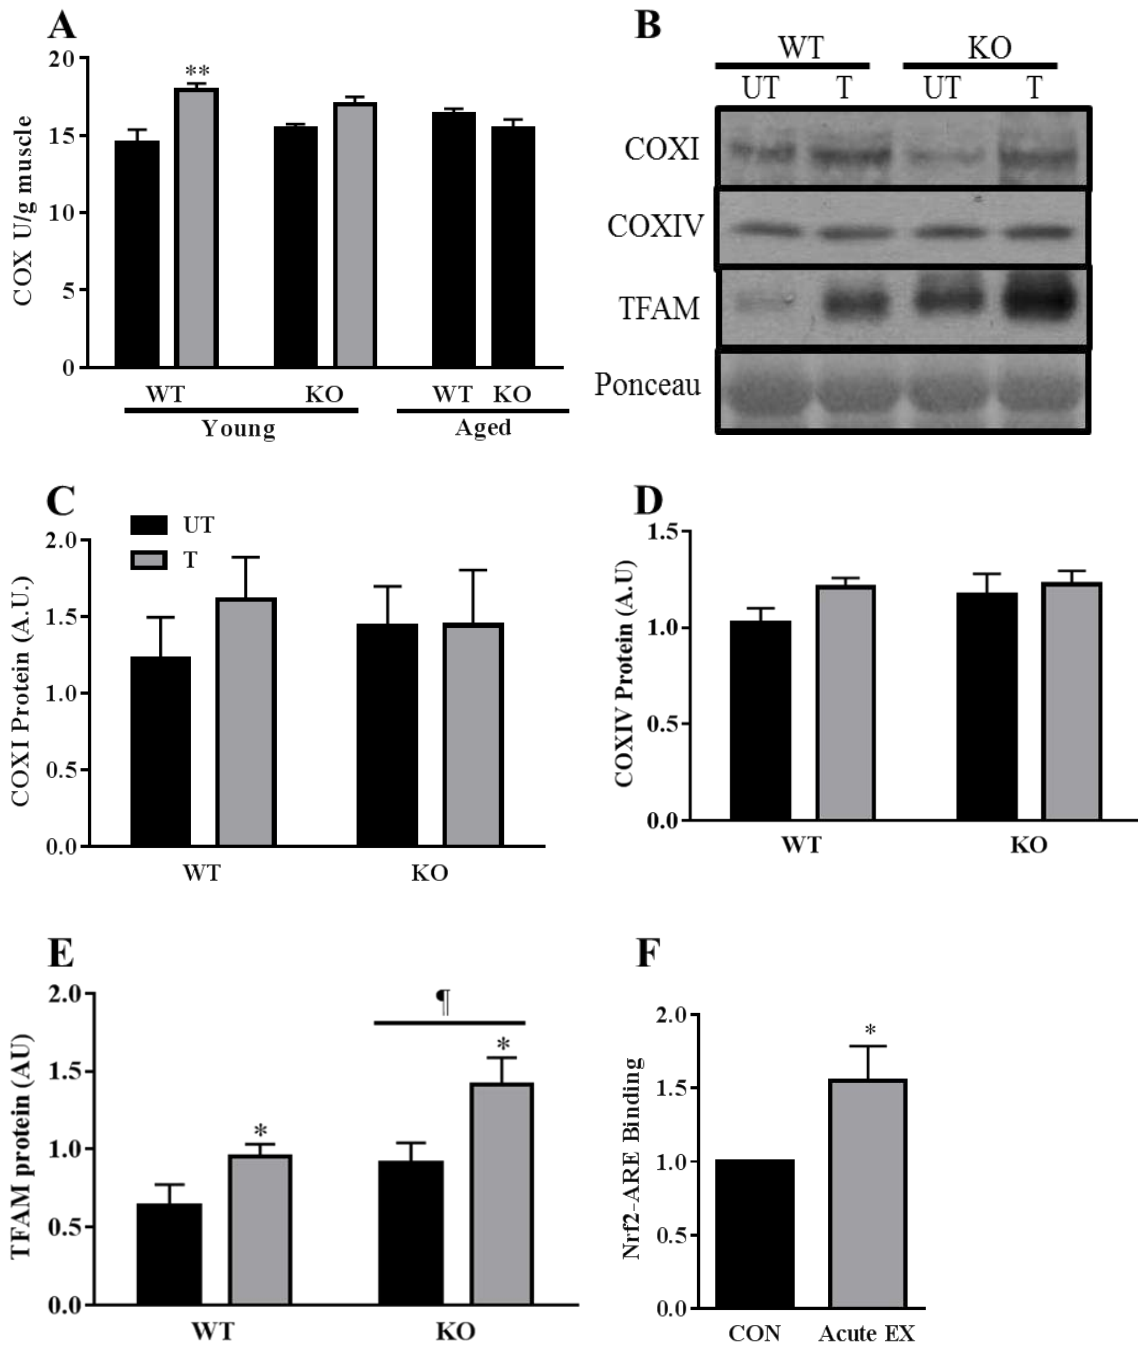 A
20
15
10
5
0
COX U/g muscle
**
WT KO WT KO
Young Aged
B
WT KO
UT T UT T
COXI
COXIV
TFAM
Ponceau
C
UT
T
2.0
1.5
1.0
0.5
0.0
COXI Protein (A.U.)
WT KO
D
1.5
1.0
0.5
0.0
COXIV Protein (A.U)
WT KO
E
2.0
1.5
1.0
0.5
0.0
TFAM protein (AU)
¶
* *
WT KO
F
2.0
1.5
1.0
0.5
0.0
Nrf2-ARE Binding
*
CON Acute EX